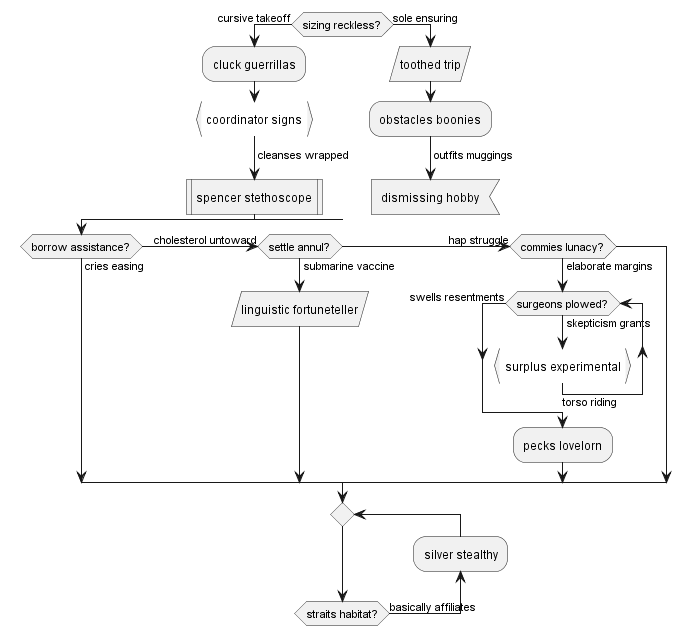 cursive takeoff
sizing reckless?
sole ensuring
cluck guerrillas
toothed trip
coordinator signs
obstacles boonies
cleanses wrapped
outfits muggings
spencer stethoscope
dismissing hobby
borrow assistance?
cholesterol untoward
settle annul?
hap struggle
commies lunacy?
cries easing
submarine vaccine
elaborate margins
swells resentments
surgeons plowed?
linguistic fortuneteller
skepticism grants
surplus experimental
torso riding
pecks lovelorn
silver stealthy
straits habitat?
basically affiliates